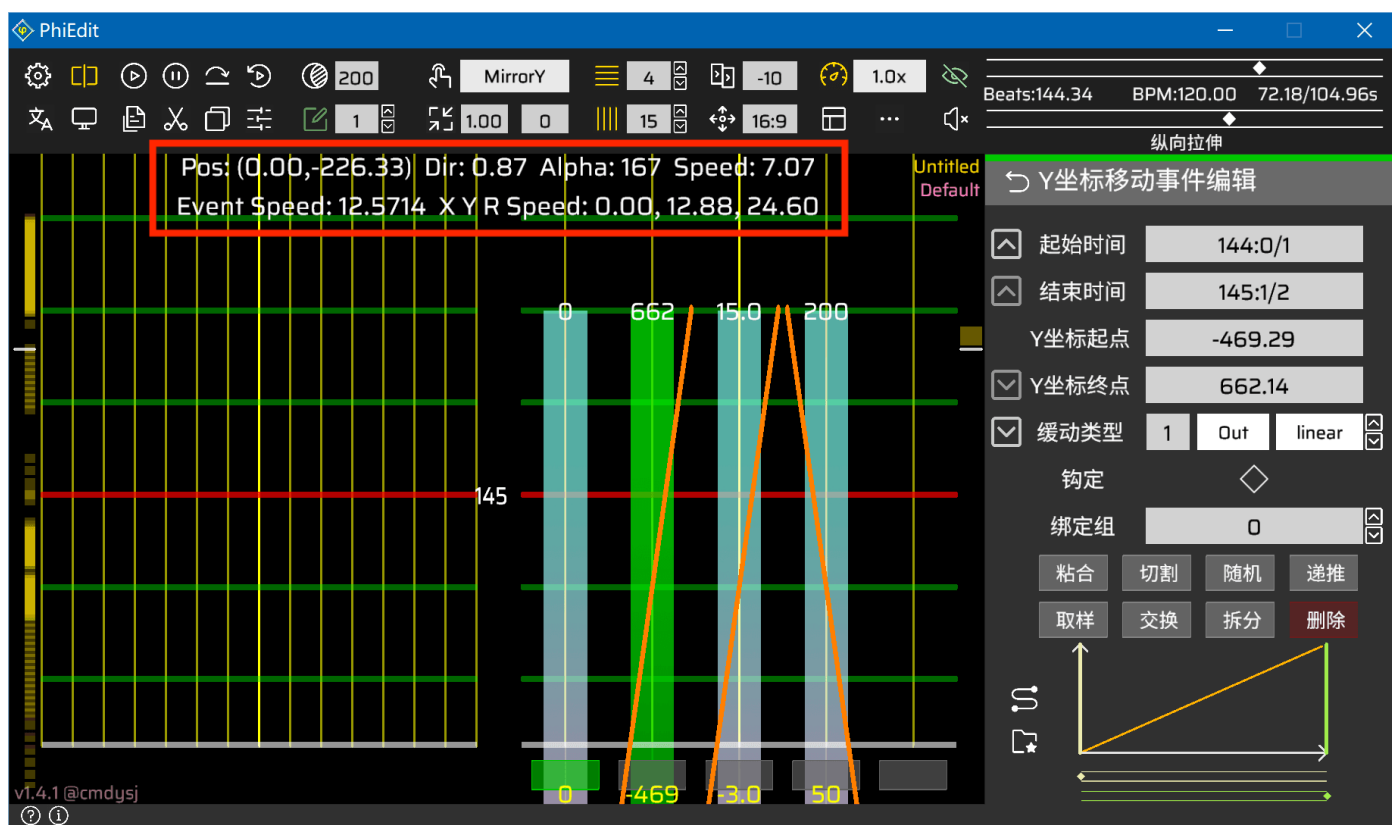 PhiEdit
200 MirrorY 4 -10 1.0x
Beats:144.34 BPM:120.00 72.18/104.96s
1 1.00 0 15 16:9 ...
纵向拉伸
Pos: (0.00,-226.33) Dir: 0.87 Alpha: 167 Speed: 7.07
Event Speed: 12.5714 X Y R Speed: 0.00, 12.88, 24.60
Untitled
Default
Y坐标移动事件编辑
起始时间 144:0/1
结束时间 145:1/2
Y坐标起点 -469.29
Y坐标终点 662.14
缓动类型 1 Out linear
钩定
绑定组 0
粘合 切割 随机 递推
取样 交换 拆分 删除
0 662 15.0 200
145
0 -469 -3.0 50
v1.4.1 @cmdysj